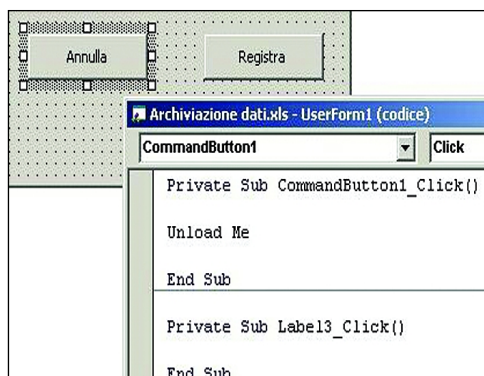 Annulla
Registra
Archiviazione dati.xls - UserForm1 (codice)
CommandButton1
Click
Private Sub CommandButton1_Click()
Unload Me
End Sub
Private Sub Label3_Click()
End Sub